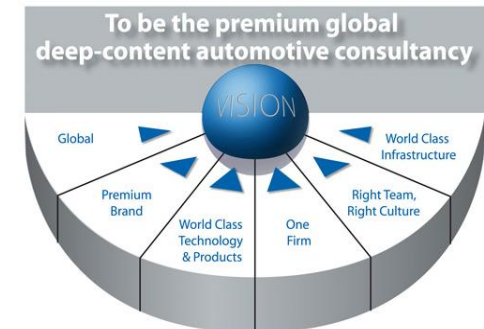 To be the premium global
deep-content automotive consultancy
VISION
Global
Premium
Brand
World Class
Technology
& Products
One
Firm
Right Team,
Right Culture
World Class
Infrastructure